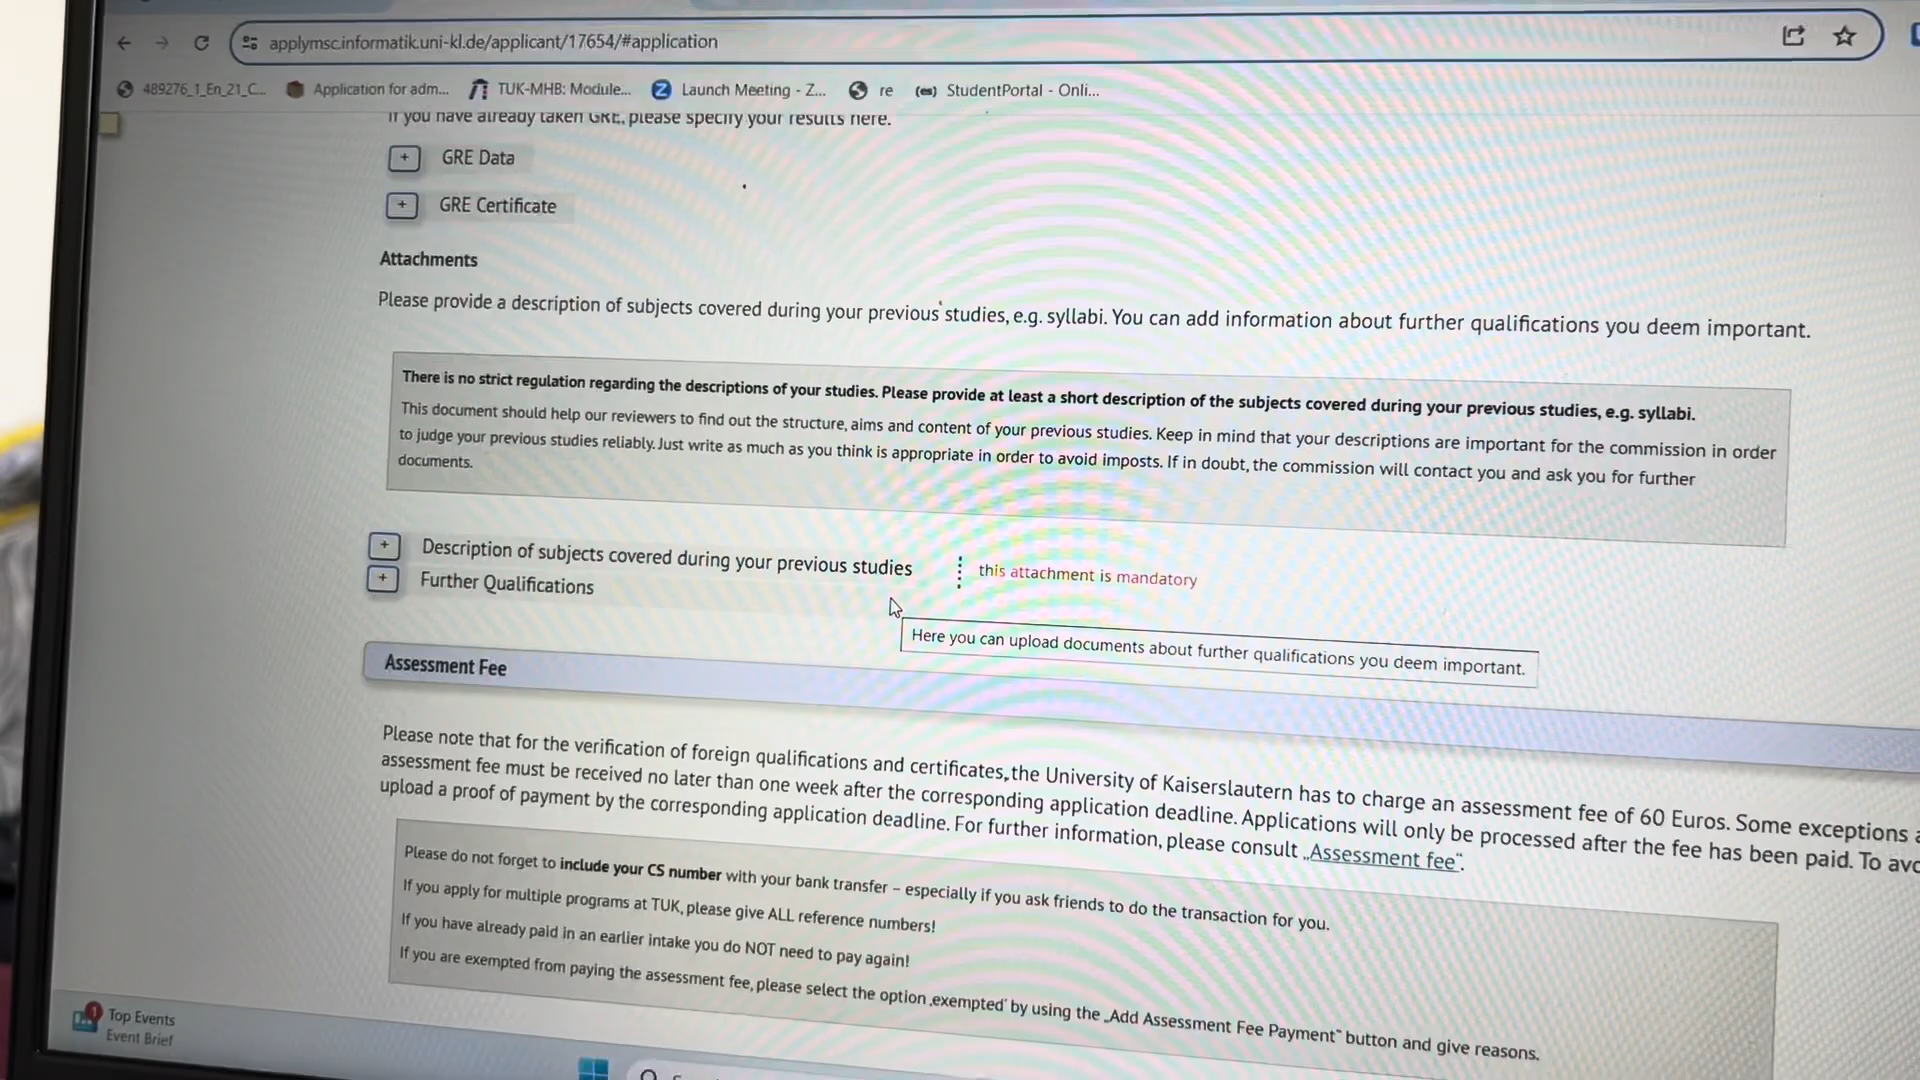 applymsc.informatik.uni-kl.de/applicant/17654/#application
489276_1_En_21_C... Application for adm... TUK-MHB: Module... Launch Meeting - Z... re StudentPortal - Onli...
If you have already taken GRE, please specify your results here.
+ GRE Data
+ GRE Certificate
Attachments
Please provide a description of subjects covered during your previous studies, e.g. syllabi. You can add information about further qualifications you deem important.
There is no strict regulation regarding the descriptions of your studies. Please provide at least a short description of the subjects covered during your previous studies, e.g. syllabi.
This document should help our reviewers to find out the structure, aims and content of your previous studies. Keep in mind that your descriptions are important for the commission in order
to judge your previous studies reliably. Just write as much as you think is appropriate in order to avoid imposts. If in doubt, the commission will contact you and ask you for further
documents.
+ Description of subjects covered during your previous studies this attachment is mandatory
+ Further Qualifications
Here you can upload documents about further qualifications you deem important.
Assessment Fee
Please note that for the verification of foreign qualifications and certificates, the University of Kaiserslautern has to charge an assessment fee of 60 Euros. Some exceptions
assessment fee must be received no later than one week after the corresponding application deadline. Applications will only be processed after the fee has been paid. To
upload a proof of payment by the corresponding application deadline. For further information, please consult „Assessment fee“.
Please do not forget to include your CS number with your bank transfer – especially if you ask friends to do the transaction for you.
If you apply for multiple programs at TUK, please give ALL reference numbers!
If you have already paid in an earlier intake you do NOT need to pay again!
If you are exempted from paying the assessment fee, please select the option ‚exempted‘ by using the „Add Assessment Fee Payment“ button and give reasons.
1
Top Events
Event Brief